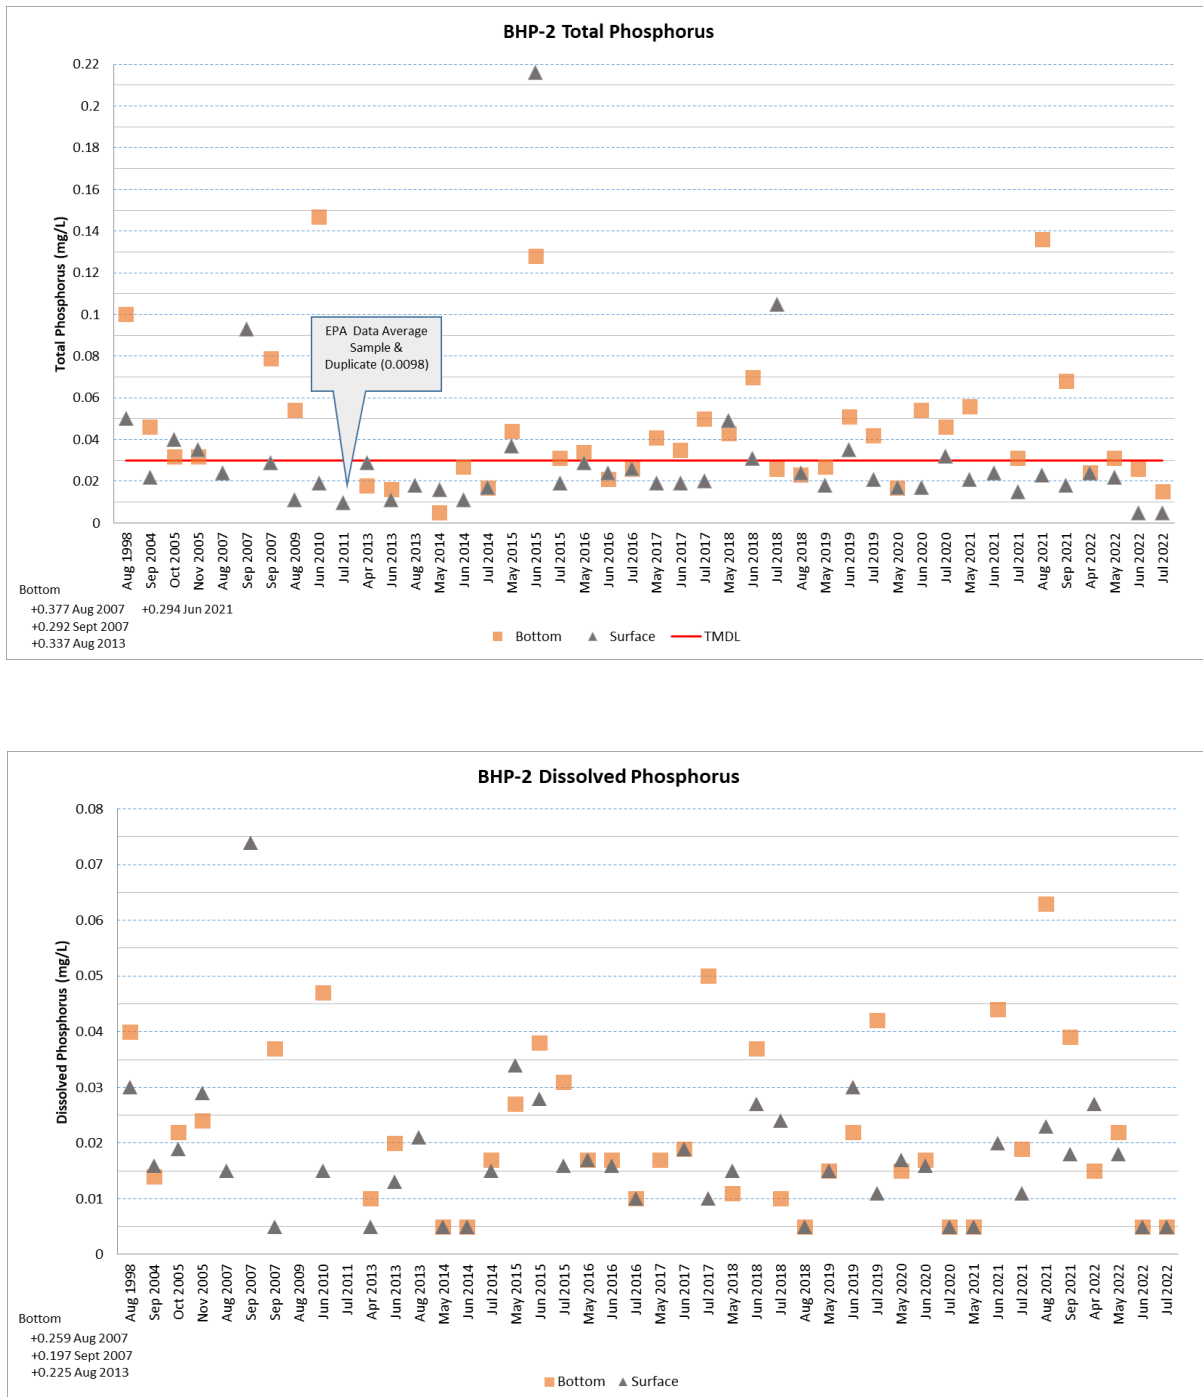 BHP-2 Total Phosphorus
0.22
0.2
0.18
0.16
0.14
0.12
0.1
0.08
0.06
0.04
0.02
0
Total Phosphorus (mg/L)
EPA Data Average
Sample &
Duplicate (0.0098)
Aug 1998
Sep 2004
Oct 2005
Nov 2005
Aug 2007
Sep 2007
Sep 2007
Aug 2009
Jun 2010
Jul 2011
Apr 2013
Jun 2013
Aug 2013
May 2014
Jun 2014
Jul 2014
May 2015
Jun 2015
Jul 2015
May 2016
Jun 2016
Jul 2016
May 2017
Jun 2017
Jul 2017
May 2018
Jun 2018
Jul 2018
Aug 2018
May 2019
Jun 2019
Jul 2019
May 2020
Jun 2020
Jul 2020
May 2021
Jun 2021
Jul 2021
Aug 2021
Sep 2021
Apr 2022
May 2022
Jun 2022
Jul 2022
Bottom
+0.377 Aug 2007 +0.294 Jun 2021
+0.292 Sept 2007
+0.337 Aug 2013
Bottom Surface TMDL
BHP-2 Dissolved Phosphorus
0.08
0.07
0.06
0.05
0.04
0.03
0.02
0.01
0
Dissolved Phosphorus (mg/L)
Aug 1998
Sep 2004
Oct 2005
Nov 2005
Aug 2007
Sep 2007
Sep 2007
Aug 2009
Jun 2010
Jul 2011
Apr 2013
Jun 2013
Aug 2013
May 2014
Jun 2014
Jul 2014
May 2015
Jun 2015
Jul 2015
May 2016
Jun 2016
Jul 2016
May 2017
Jun 2017
Jul 2017
May 2018
Jun 2018
Jul 2018
Aug 2018
May 2019
Jun 2019
Jul 2019
May 2020
Jun 2020
Jul 2020
May 2021
Jun 2021
Jul 2021
Aug 2021
Sep 2021
Apr 2022
May 2022
Jun 2022
Jul 2022
Bottom
+0.259 Aug 2007
+0.197 Sept 2007
+0.225 Aug 2013
Bottom Surface